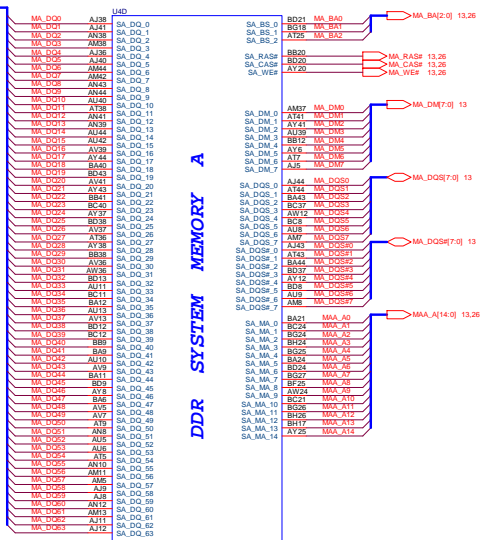 U4D
MA_DQ0 AJ38 SA_DQ_0
MA_DQ1 AJ41 SA_DQ_1
MA_DQ2 AN38 SA_DQ_2
MA_DQ3 AM38 SA_DQ_3
MA_DQ4 AJ36 SA_DQ_4
MA_DQ5 AJ40 SA_DQ_5
MA_DQ6 AM44 SA_DQ_6
MA_DQ7 AM42 SA_DQ_7
MA_DQ8 AN43 SA_DQ_8
MA_DQ9 AN44 SA_DQ_9
MA_DQ10 AU40 SA_DQ_10
MA_DQ11 AT38 SA_DQ_11
MA_DQ12 AN41 SA_DQ_12
MA_DQ13 AN39 SA_DQ_13
MA_DQ14 AU44 SA_DQ_14
MA_DQ15 AU42 SA_DQ_15
MA_DQ16 AV39 SA_DQ_16
MA_DQ17 AY44 SA_DQ_17
MA_DQ18 BA40 SA_DQ_18
MA_DQ19 BD43 SA_DQ_19
MA_DQ20 AV41 SA_DQ_20
MA_DQ21 AY43 SA_DQ_21
MA_DQ22 BB41 SA_DQ_22
MA_DQ23 BC40 SA_DQ_23
MA_DQ24 AY37 SA_DQ_24
MA_DQ25 BD38 SA_DQ_25
MA_DQ26 AV37 SA_DQ_26
MA_DQ27 AT36 SA_DQ_27
MA_DQ28 AY38 SA_DQ_28
MA_DQ29 BB38 SA_DQ_29
MA_DQ30 AV36 SA_DQ_30
MA_DQ31 AW36 SA_DQ_31
MA_DQ32 BD13 SA_DQ_32
MA_DQ33 AU11 SA_DQ_33
MA_DQ34 BC11 SA_DQ_34
MA_DQ35 BA12 SA_DQ_35
MA_DQ36 AU13 SA_DQ_36
MA_DQ37 AV13 SA_DQ_37
MA_DQ38 BD12 SA_DQ_38
MA_DQ39 BC12 SA_DQ_39
MA_DQ40 BB9 SA_DQ_40
MA_DQ41 BA9 SA_DQ_41
MA_DQ42 AU10 SA_DQ_42
MA_DQ43 AV9 SA_DQ_43
MA_DQ44 BA11 SA_DQ_44
MA_DQ45 BD9 SA_DQ_45
MA_DQ46 AY8 SA_DQ_46
MA_DQ47 BA6 SA_DQ_47
MA_DQ48 AV5 SA_DQ_48
MA_DQ49 AV7 SA_DQ_49
MA_DQ50 AT9 SA_DQ_50
MA_DQ51 AN8 SA_DQ_51
MA_DQ52 AU5 SA_DQ_52
MA_DQ53 AU6 SA_DQ_53
MA_DQ54 AT5 SA_DQ_54
MA_DQ55 AN10 SA_DQ_55
MA_DQ56 AM11 SA_DQ_56
MA_DQ57 AM5 SA_DQ_57
MA_DQ58 AJ9 SA_DQ_58
MA_DQ59 AJ8 SA_DQ_59
MA_DQ60 AN12 SA_DQ_60
MA_DQ61 AM13 SA_DQ_61
MA_DQ62 AJ11 SA_DQ_62
MA_DQ63 AJ12 SA_DQ_63
DDR SYSTEM MEMORY A
SA_BS_0 BD21 MA_BA0 MA_BA[2:0] 13,26
SA_BS_1 BG18 MA_BA1
SA_BS_2 AT25 MA_BA2
SA_RAS# BB20 MA_RAS# 13,26
SA_CAS# BD20 MA_CAS# 13,26
SA_WE# AY20 MA_WE# 13,26
SA_DM_0 AM37 MA_DM0 MA_DM[7:0] 13
SA_DM_1 AT41 MA_DM1
SA_DM_2 AY41 MA_DM2
SA_DM_3 AU39 MA_DM3
SA_DM_4 BB12 MA_DM4
SA_DM_5 AY6 MA_DM5
SA_DM_6 AT7 MA_DM6
SA_DM_7 AJ5 MA_DM7
SA_DQS_0 AJ44 MA_DQS0 MA_DQS[7:0] 13
SA_DQS_1 AT44 MA_DQS1
SA_DQS_2 BA43 MA_DQS2
SA_DQS_3 BC37 MA_DQS3
SA_DQS_4 AW12 MA_DQS4
SA_DQS_5 BC8 MA_DQS5
SA_DQS_6 AU8 MA_DQS6
SA_DQS_7 AM7 MA_DQS7
SA_DQS#_0 AJ43 MA_DQS#0 MA_DQS#[7:0] 13
SA_DQS#_1 AT43 MA_DQS#1
SA_DQS#_2 BA44 MA_DQS#2
SA_DQS#_3 BD37 MA_DQS#3
SA_DQS#_4 AY12 MA_DQS#4
SA_DQS#_5 BD8 MA_DQS#5
SA_DQS#_6 AU9 MA_DQS#6
SA_DQS#_7 AM8 MA_DQS#7
SA_MA_0 BA21 MAA_A0 MAA_A[14:0] 13,26
SA_MA_1 BC24 MAA_A1
SA_MA_2 BG24 MAA_A2
SA_MA_3 BH24 MAA_A3
SA_MA_4 BG25 MAA_A4
SA_MA_5 BA24 MAA_A5
SA_MA_6 BD24 MAA_A6
SA_MA_7 BG27 MAA_A7
SA_MA_8 BF25 MAA_A8
SA_MA_9 AW24 MAA_A9
SA_MA_10 BC21 MAA_A10
SA_MA_11 BG26 MAA_A11
SA_MA_12 BH26 MAA_A12
SA_MA_13 BH17 MAA_A13
SA_MA_14 AY25 MAA_A14